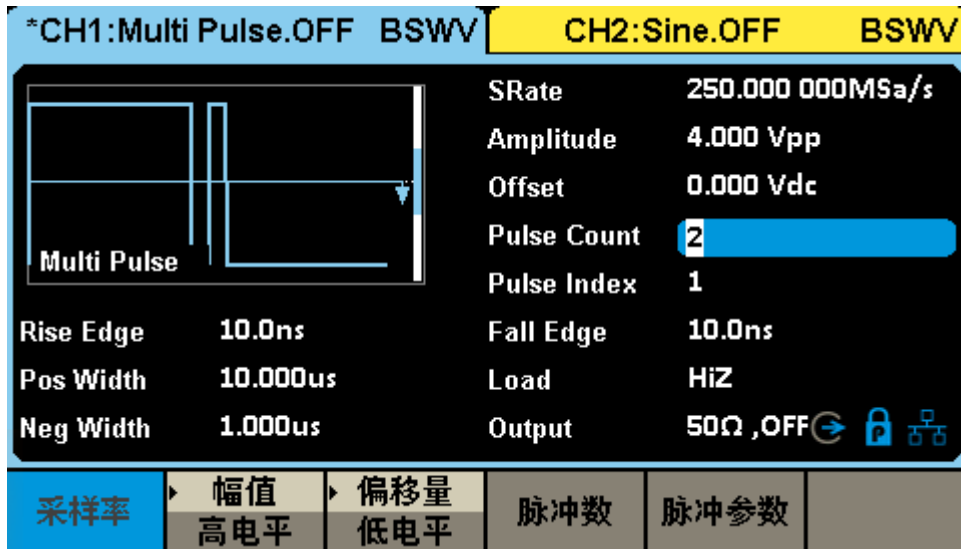 *CH1:Multi Pulse.OFF BSWV
CH2:Sine.OFF BSWV
Multi Pulse
SRate 250.000 000MSa/s
Amplitude 4.000 Vpp
Offset 0.000 Vdc
Pulse Count 2
Pulse Index 1
Rise Edge 10.0ns
Fall Edge 10.0ns
Pos Width 10.000us
Load HiZ
Neg Width 1.000us
Output 50Ω ,OFF
P
采样率
幅值
高电平
偏移量
低电平
脉冲数
脉冲参数